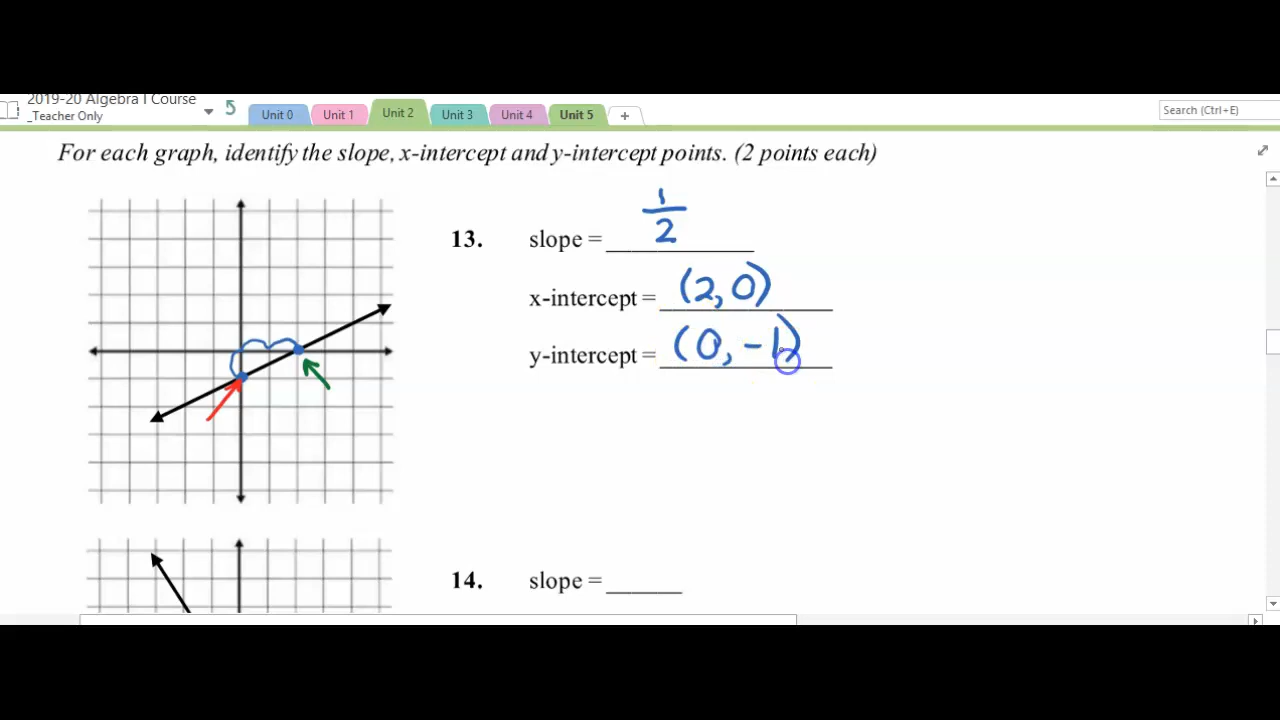 2019-20 Algebra I Course
_Teacher Only
Unit 0
Unit 1
Unit 2
Unit 3
Unit 4
Unit 5
+
Search (Ctrl+E)
For each graph, identify the slope, x-intercept and y-intercept points. (2 points each)
13. slope = 1/2
x-intercept = (2, 0)
y-intercept = (0, -1)
14. slope = ______